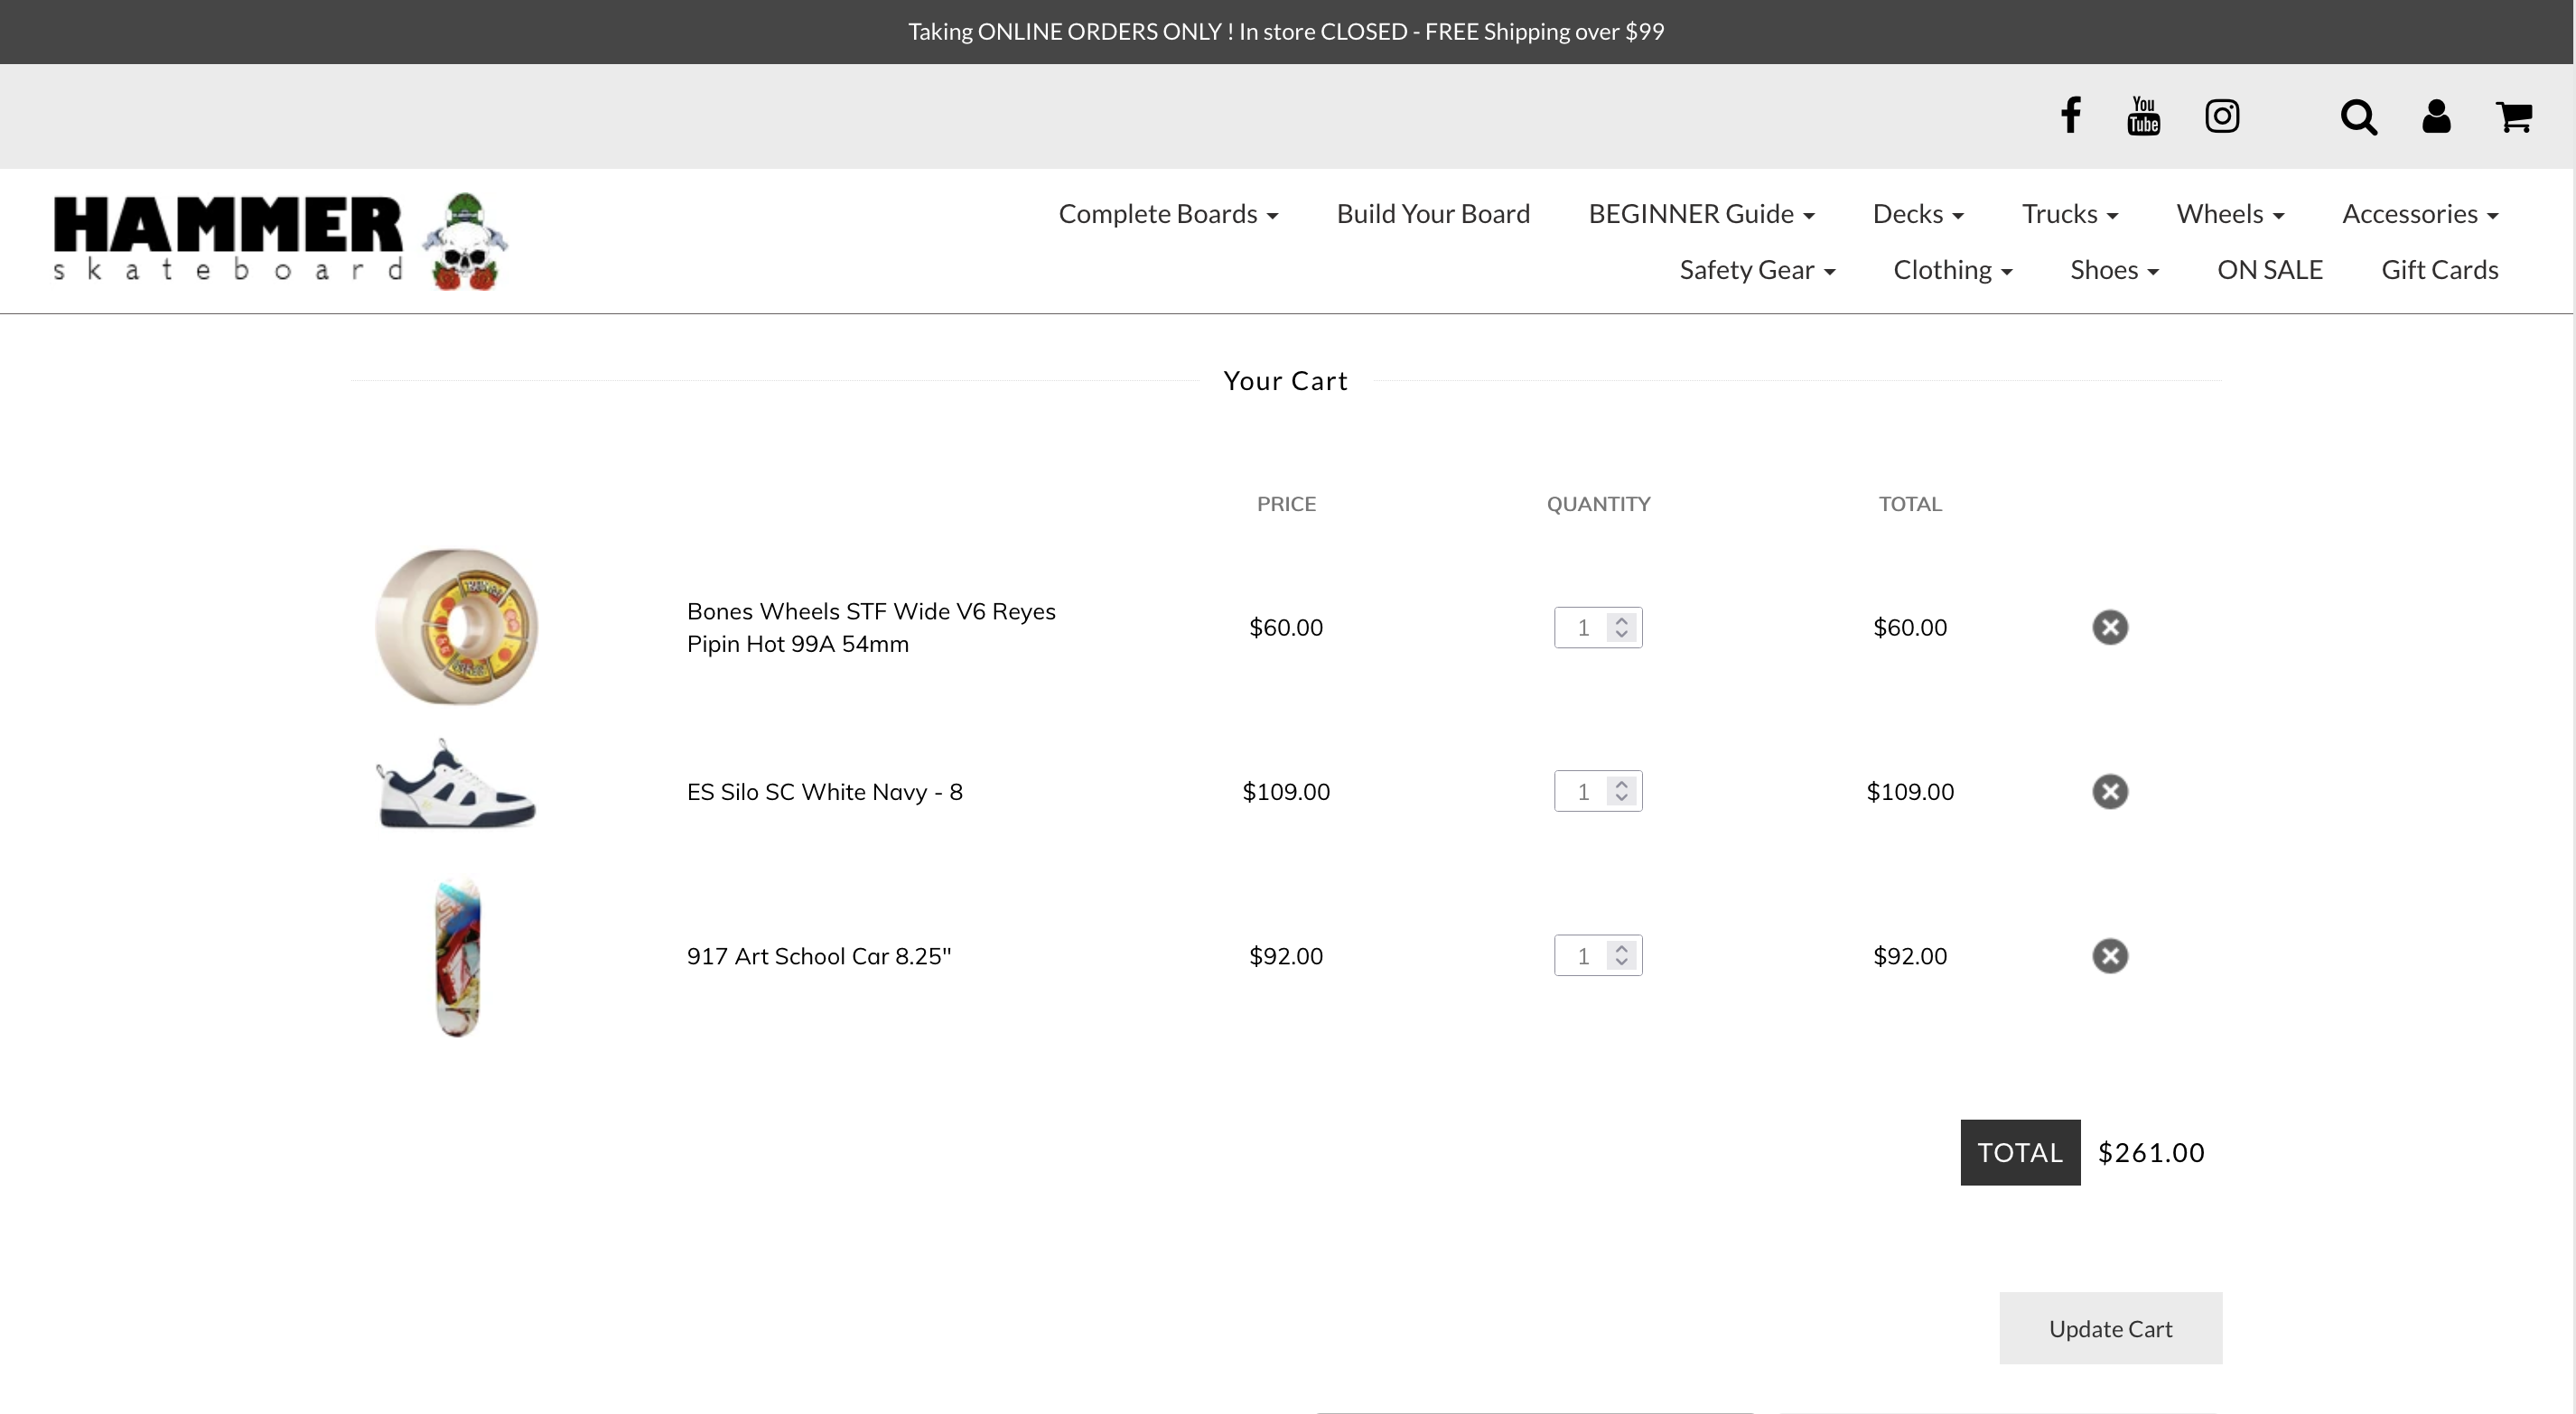 Taking ONLINE ORDERS ONLY ! In store CLOSED - FREE Shipping over $99
You
Tube
HAMMER
skateboard
Complete Boards Build Your Board BEGINNER Guide Decks Trucks Wheels Accessories
Safety Gear Clothing Shoes ON SALE Gift Cards
Your Cart
PRICE QUANTITY TOTAL
Bones Wheels STF Wide V6 Reyes
Pipin Hot 99A 54mm
$60.00 1 $60.00
ES Silo SC White Navy - 8 $109.00 1 $109.00
917 Art School Car 8.25" $92.00 1 $92.00
TOTAL $261.00
Update Cart